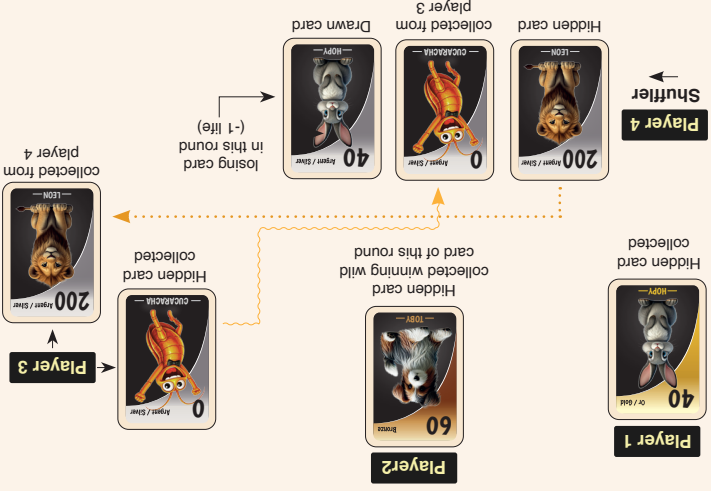 Player 1
40
Or / Gold
HOPY
Hidden card
collected
Player2
60
Bronze
TOBY
Hidden card
collected winning wild
card of this round
0
Argent / Silver
CUCARACHA
Hidden card
collected
Player 3
200
Argent / Silver
LEON
collected from
player 4
Player 4
Shuffler
200
Argent / Silver
LEON
Hidden card
0
Argent / Silver
CUCARACHA
collected from
player 3
40
Argent / Silver
HOPY
Drawn card
losing card
in this round
(-1 life)